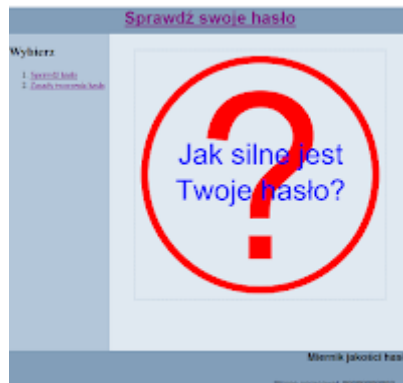 Sprawdź swoje hasło
Wybierz
1. Sprawdź hasło
2. Zasady tworzenia haseł
Jak silne jest
Twoje hasło?
Miernik jakości has